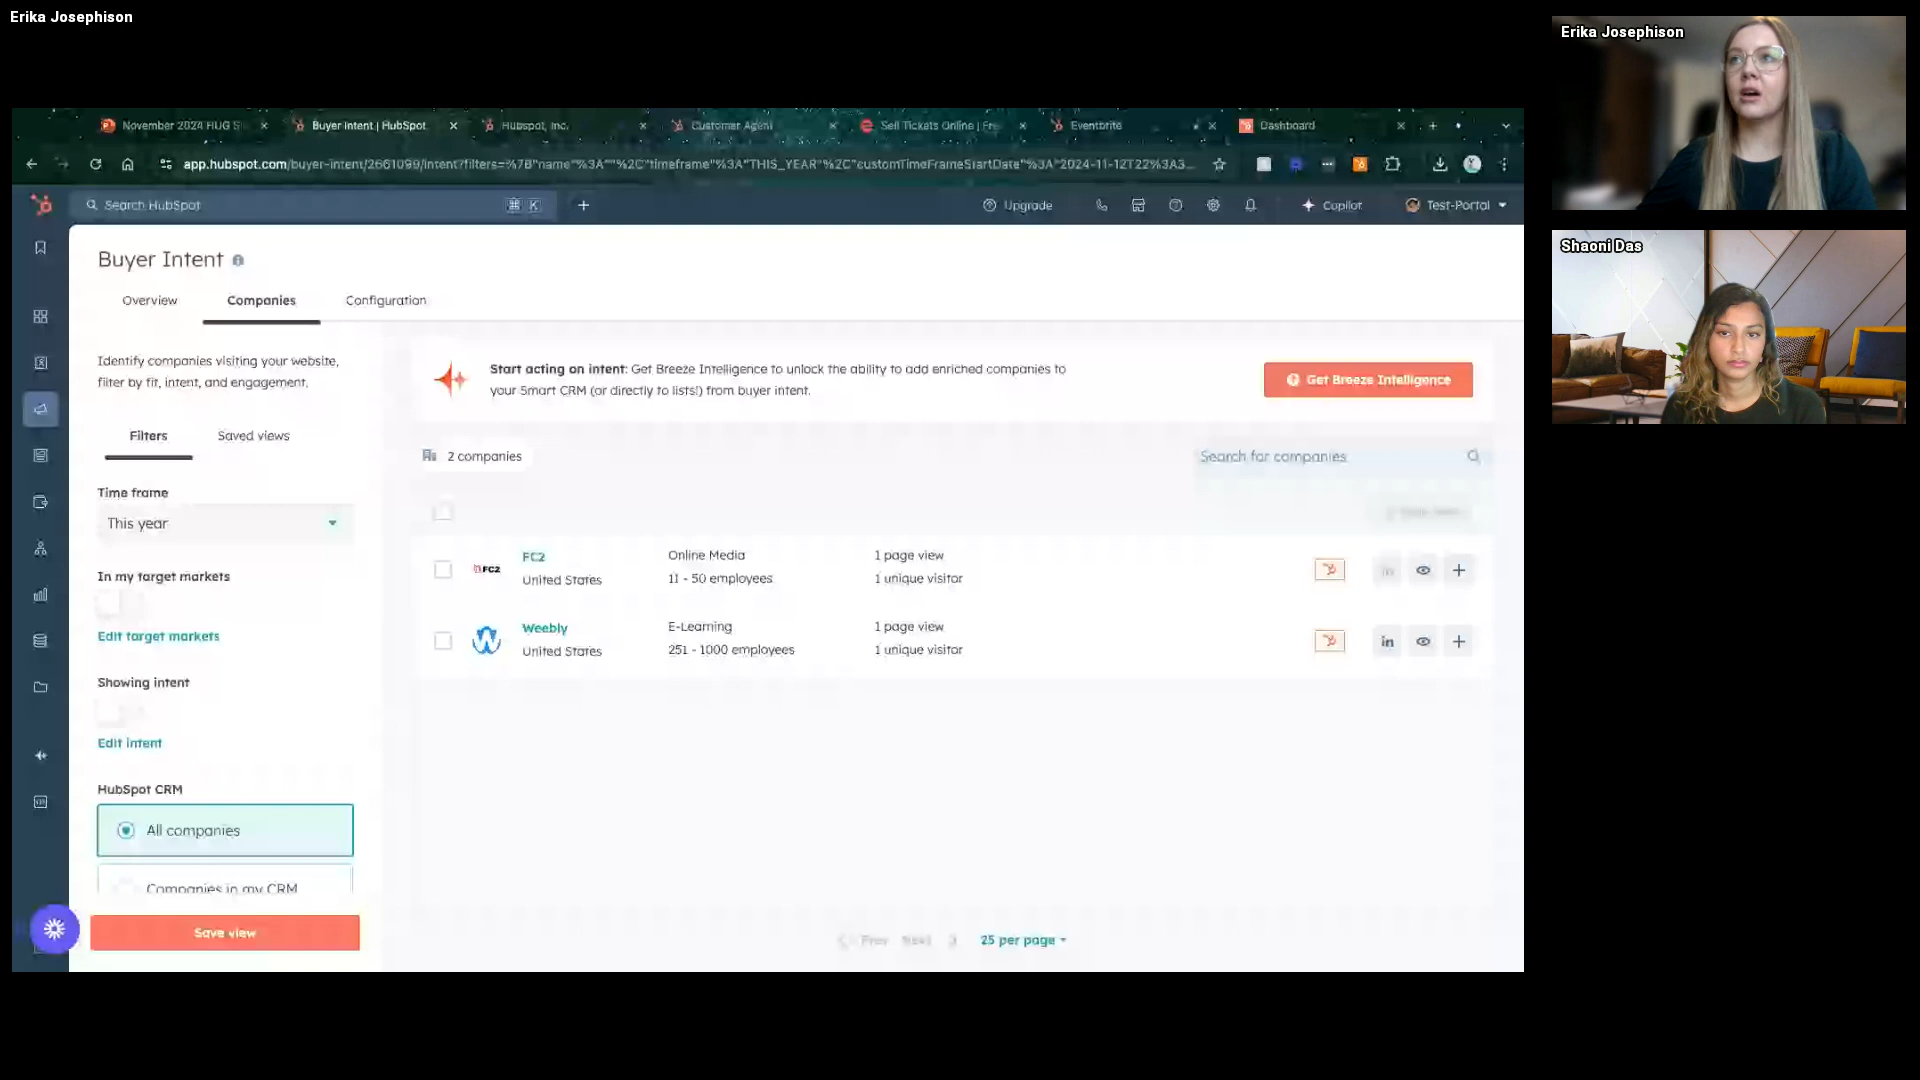 Erika Josephison
Erika Josephison
Shaoni Das
November 2024 HUG S
Buyer Intent | HubSpot
Hubspot, Inc.
Customer Agent
Sell Tickets Online | Fre
Eventbrite
Dashboard
app.hubspot.com/buyer-intent/2661099/intent?filters=%7B"name"%3A""%2C"timeframe"%3A"THIS_YEAR"%2C"customTimeFrameStartDate"%3A"2024-11-12T22%3A3...
Search HubSpot
⌘ K
Upgrade
Copilot
Test-Portal
Buyer Intent
Overview
Companies
Configuration
Identify companies visiting your website,
filter by fit, intent, and engagement.
Filters
Saved views
Time frame
This year
In my target markets
Edit target markets
Showing intent
Edit intent
HubSpot CRM
All companies
Companies in my CRM
Save view
Start acting on intent: Get Breeze Intelligence to unlock the ability to add enriched companies to
your Smart CRM (or directly to lists!) from buyer intent.
Get Breeze Intelligence
2 companies
Search for companies
FC2
FC2
United States
Online Media
11 - 50 employees
1 page view
1 unique visitor
in
Weebly
United States
E-Learning
251 - 1000 employees
1 page view
1 unique visitor
in
Prev
Next
25 per page